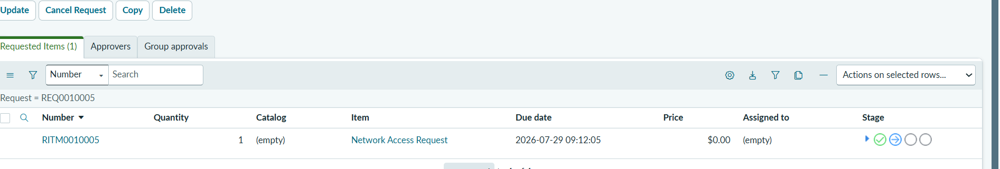 Update Cancel Request Copy Delete
Requested Items (1) Approvers Group approvals
Number Search Actions on selected rows...
Request = REQ0010005
Number Quantity Catalog Item Due date Price Assigned to Stage
RITM0010005 1 (empty) Network Access Request 2026-07-29 09:12:05 $0.00 (empty)